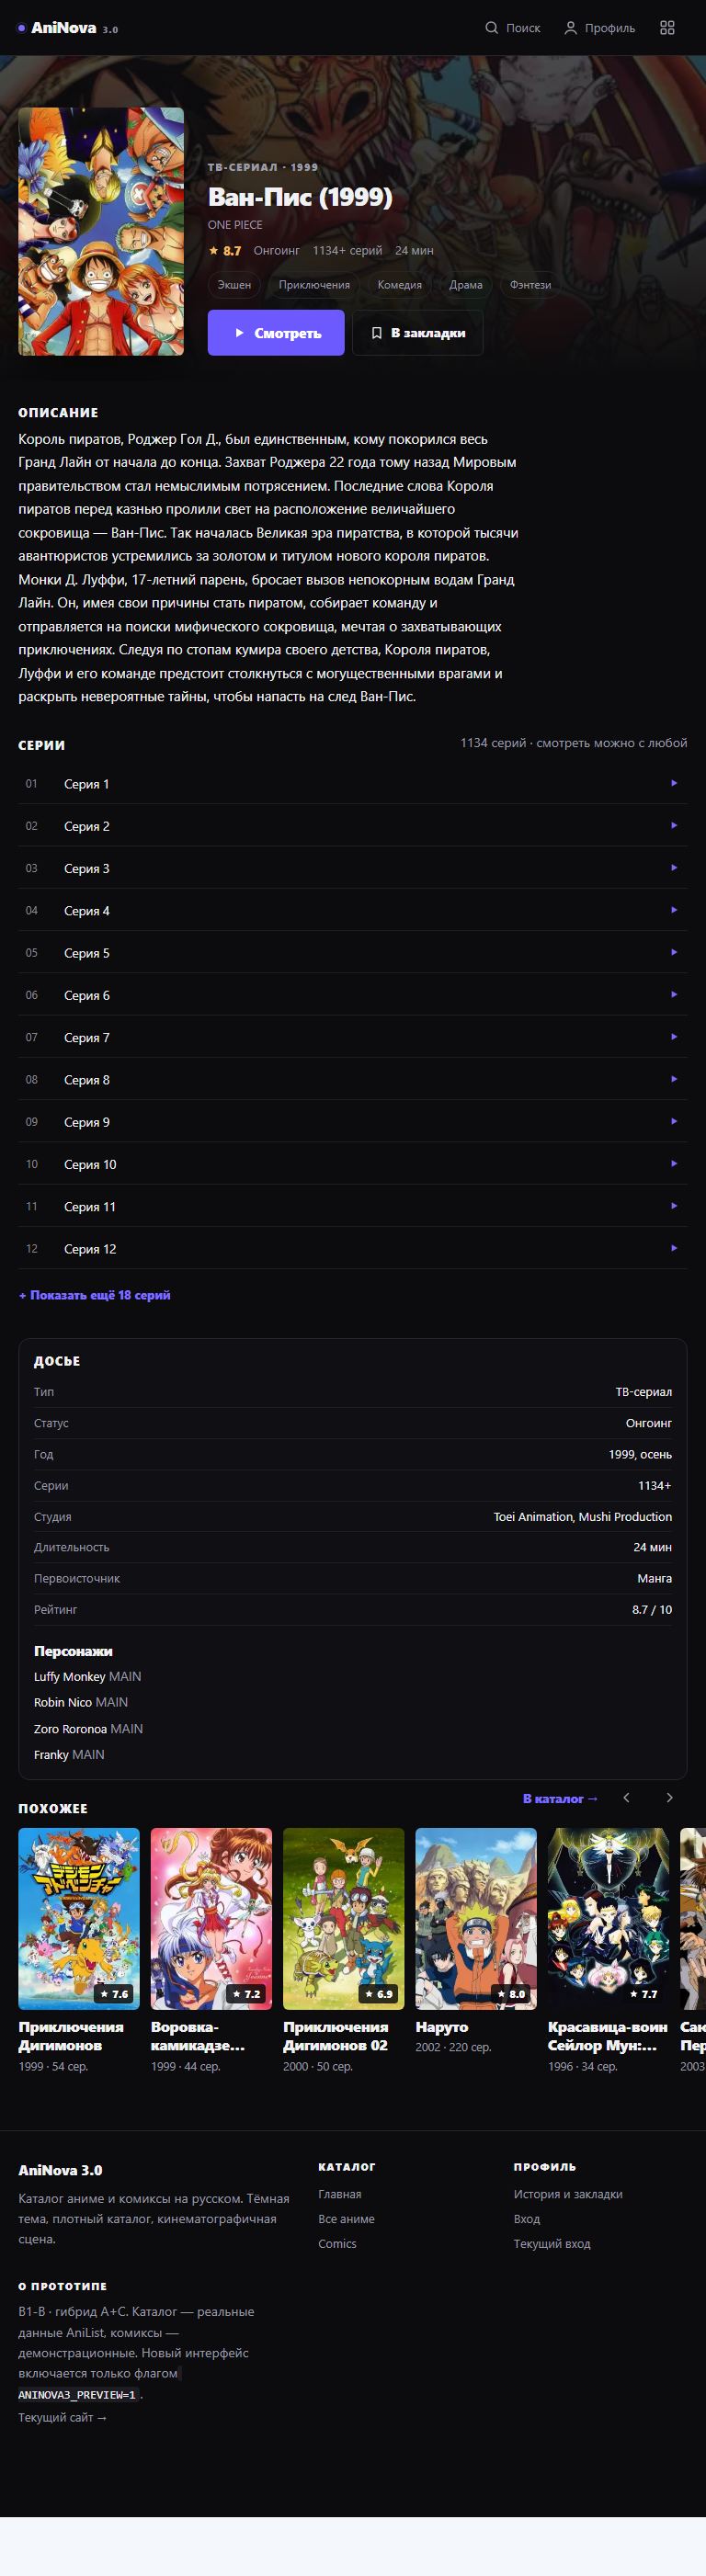 AniNova 3.0
Поиск
Профиль
ТВ-СЕРИАЛ · 1999
Ван-Пис (1999)
ONE PIECE
★ 8.7 Онгоинг 1134+ серий 24 мин
Экшен Приключения Комедия Драма Фэнтези
Смотреть
В закладки
ОПИСАНИЕ
Король пиратов, Роджер Гол Д., был единственным, кому покорился весь
Гранд Лайн от начала до конца. Захват Роджера 22 года тому назад Мировым
правительством стал немыслимым потрясением. Последние слова Короля
пиратов перед казнью пролили свет на расположение величайшего
сокровища — Ван-Пис. Так началась Великая эра пиратства, в которой тысячи
авантюристов устремились за золотом и титулом нового короля пиратов.
Монки Д. Луффи, 17-летний парень, бросает вызов непокорным водам Гранд
Лайн. Он, имея свои причины стать пиратом, собирает команду и
отправляется на поиски мифического сокровища, мечтая о захватывающих
приключениях. Следуя по стопам кумира своего детства, Короля пиратов,
Луффи и его команде предстоит столкнуться с могущественными врагами и
раскрыть невероятные тайны, чтобы напасть на след Ван-Пис.
СЕРИИ
1134 серий · смотреть можно с любой
01 Серия 1
02 Серия 2
03 Серия 3
04 Серия 4
05 Серия 5
06 Серия 6
07 Серия 7
08 Серия 8
09 Серия 9
10 Серия 10
11 Серия 11
12 Серия 12
+ Показать ещё 18 серий
ДОСЬЕ
Тип ТВ-сериал
Статус Онгоинг
Год 1999, осень
Серии 1134+
Студия Toei Animation, Mushi Production
Длительность 24 мин
Первоисточник Манга
Рейтинг 8.7 / 10
Персонажи
Luffy Monkey MAIN
Robin Nico MAIN
Zoro Roronoa MAIN
Franky MAIN
ПОХОЖЕЕ
В каталог →
★ 7.6
Приключения
Дигимонов
1999 · 54 сер.
★ 7.2
Воровка-
камикадзе...
1999 · 44 сер.
★ 6.9
Приключения
Дигимонов 02
2000 · 50 сер.
★ 8.0
Наруто
2002 · 220 сер.
★ 7.7
Красавица-воин
Сейлор Мун:...
1996 · 34 сер.
2003
AniNova 3.0
Каталог аниме и комиксы на русском. Тёмная
тема, плотный каталог, кинематографичная
сцена.
КАТАЛОГ
Главная
Все аниме
Comics
ПРОФИЛЬ
История и закладки
Вход
Текущий вход
О ПРОТОТИПЕ
B1-B · гибрид A+C. Каталог — реальные
данные AniList, комиксы —
демонстрационные. Новый интерфейс
включается только флагом
ANINOVA3_PREVIEW=1 .
Текущий сайт →